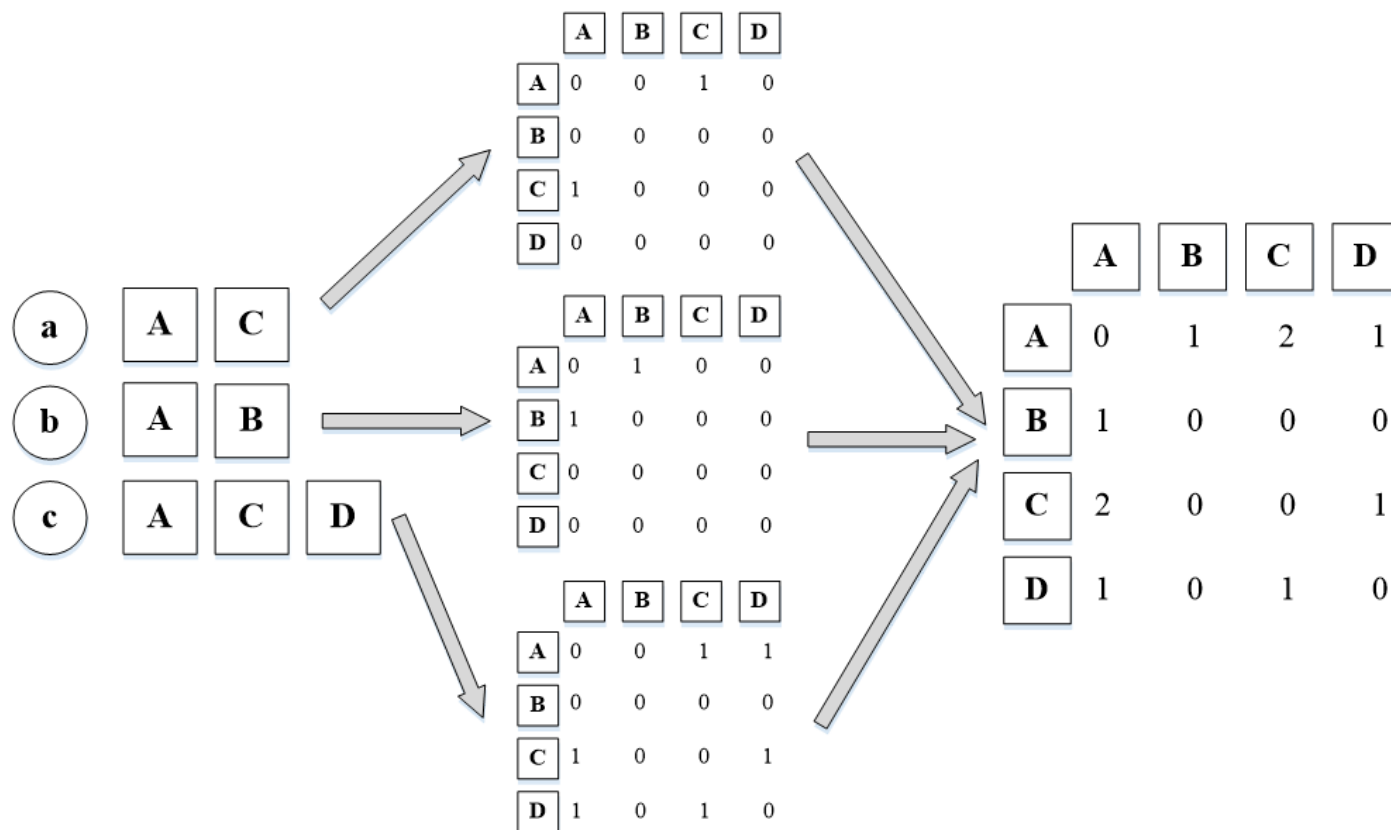 a A C
b A B
c A C D
A B C D
A 0 0 1 0
B 0 0 0 0
C 1 0 0 0
D 0 0 0 0
A B C D
A 0 1 0 0
B 1 0 0 0
C 0 0 0 0
D 0 0 0 0
A B C D
A 0 0 1 1
B 0 0 0 0
C 1 0 0 1
D 1 0 1 0
A B C D
A 0 1 2 1
B 1 0 0 0
C 2 0 0 1
D 1 0 1 0